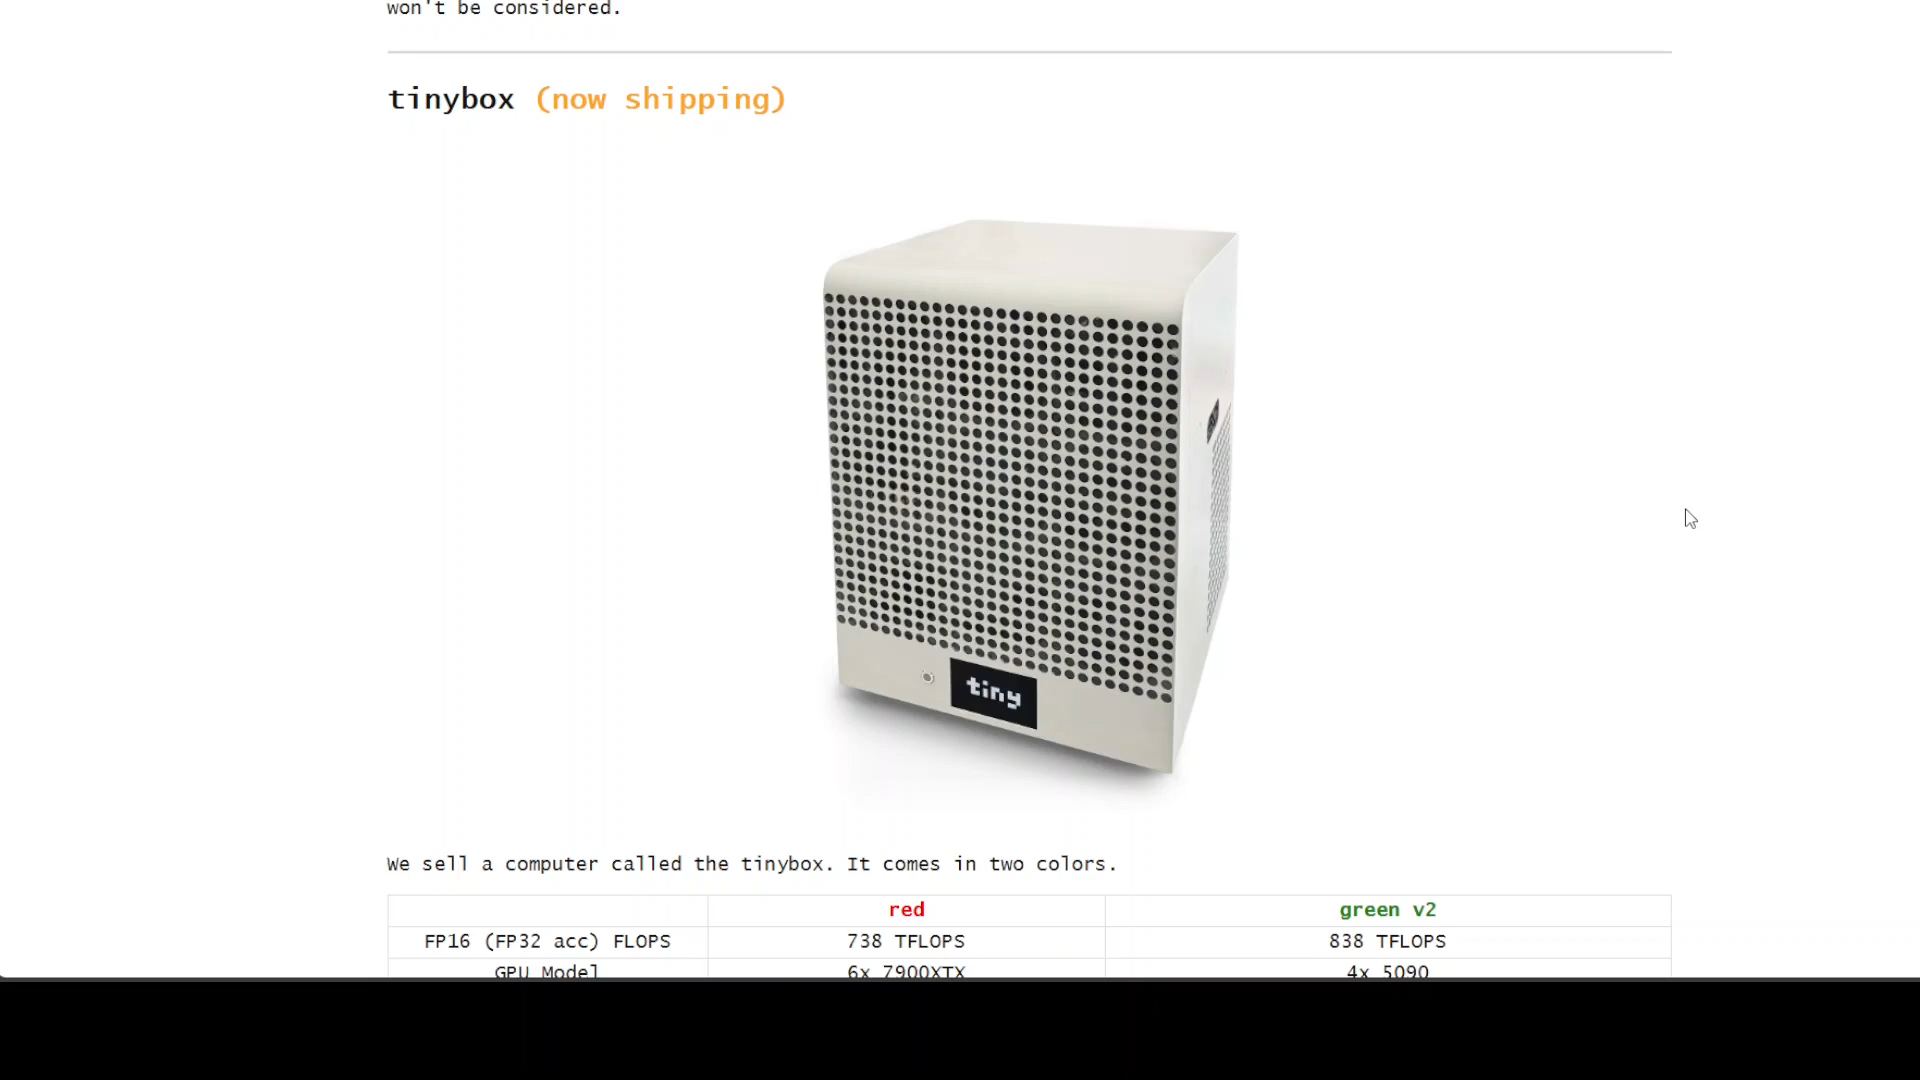 won't be considered.
tinybox (now shipping)
tiny
We sell a computer called the tinybox. It comes in two colors.
red green v2
FP16 (FP32 acc) FLOPS 738 TFLOPS 838 TFLOPS
GPU Model 6x 7900XTX 4x 5090